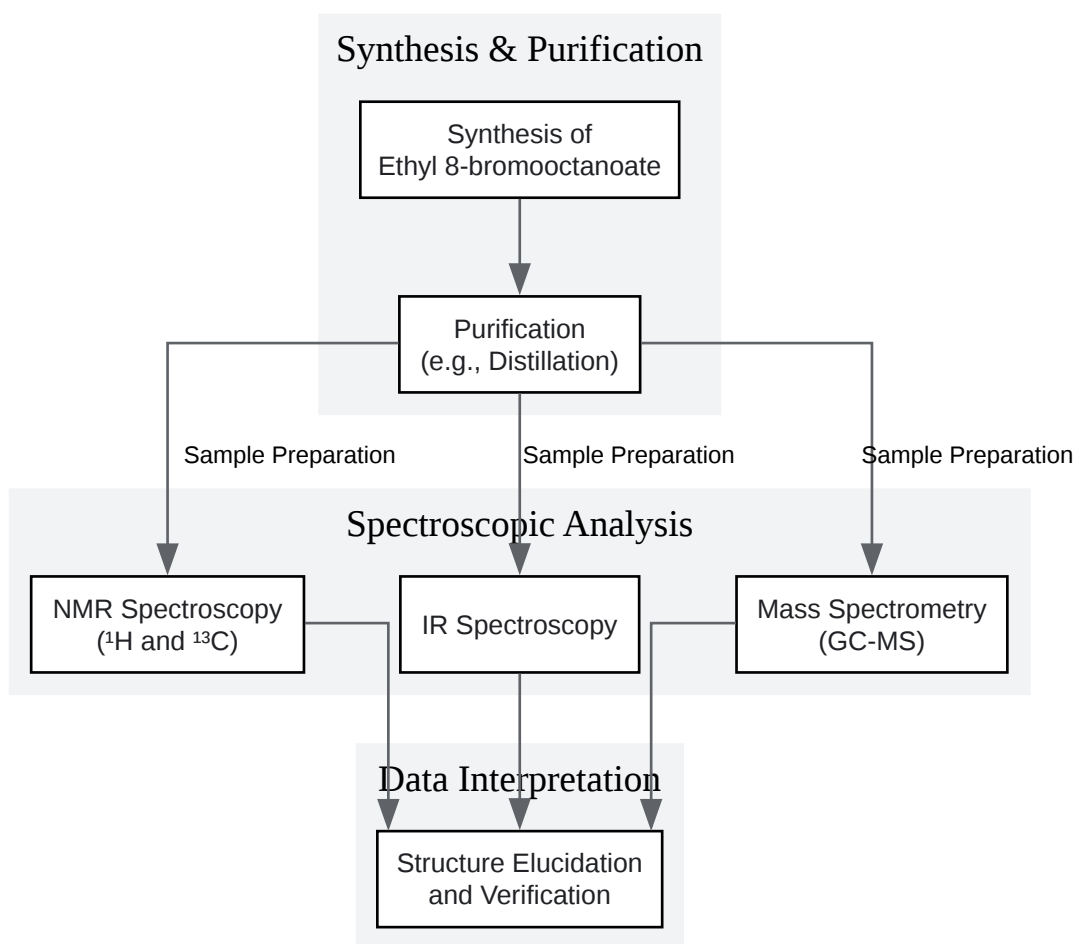 Synthesis & Purification
Synthesis of
Ethyl 8-bromooctanoate
Purification
(e.g., Distillation)
Sample Preparation
Sample Preparation
Sample Preparation
Spectroscopic Analysis
NMR Spectroscopy
(¹H and ¹³C)
IR Spectroscopy
Mass Spectrometry
(GC-MS)
Data Interpretation
Structure Elucidation
and Verification